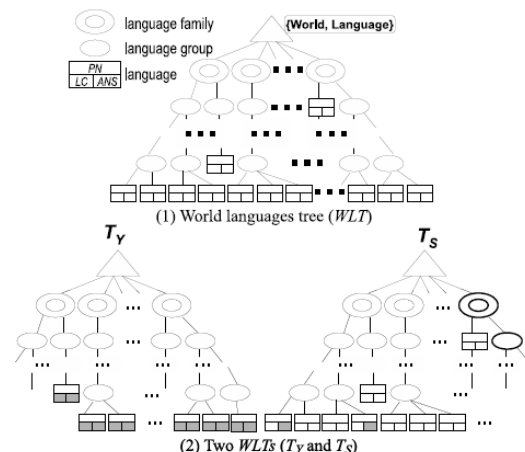 language family
{World, Language}
language group
PN
LC ANS
language
(1) World languages tree (WLT)
T_Y
T_S
(2) Two WLTs (T_Y and T_S)